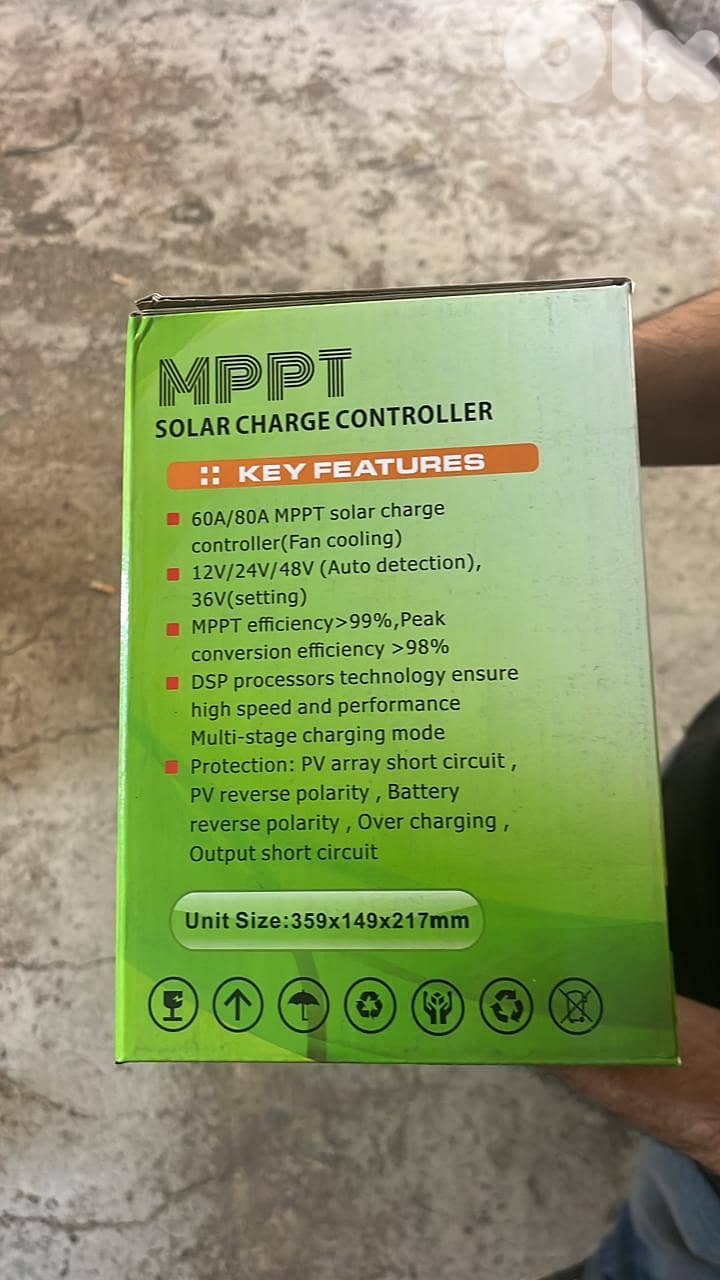 olx
MPPT
SOLAR CHARGE CONTROLLER
KEY FEATURES
60A/80A MPPT solar charge
controller(Fan cooling)
12V/24V/48V (Auto detection),
36V(setting)
MPPT efficiency>99%,Peak
conversion efficiency >98%
DSP processors technology ensure
high speed and performance
Multi-stage charging mode
Protection: PV array short circuit ,
PV reverse polarity , Battery
reverse polarity , Over charging ,
Output short circuit
Unit Size:359x149x217mm